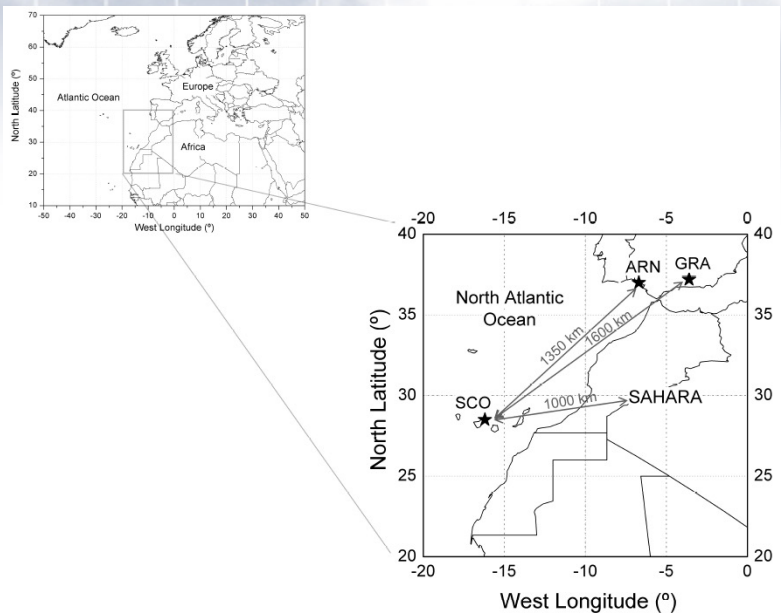 70
60
50
40
30
20
10
North Latitude (º)
Atlantic Ocean
Europe
Africa
-50 -40 -30 -20 -10 0 10 20 30 40 50
West Longitude (º)
-20 -15 -10 -5 0
40 40
35 35
30 30
25 25
20 20
North Latitude (º)
ARN GRA
North Atlantic
Ocean
1350 km
1600 km
SCO
1000 km
SAHARA
-20 -15 -10 -5 0
West Longitude (º)